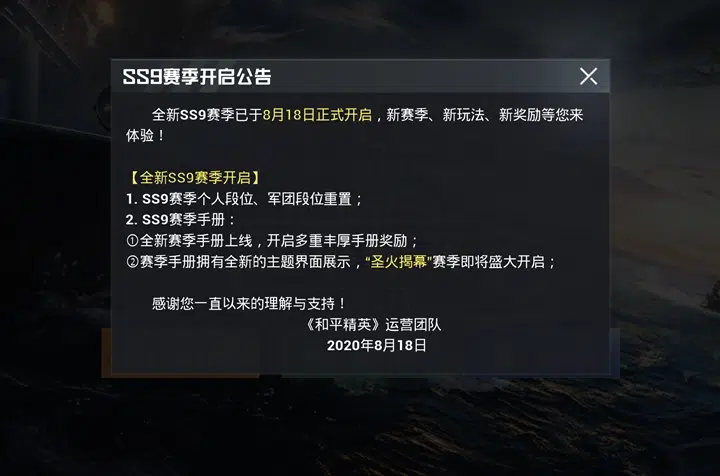 SS9赛季开启公告
全新SS9赛季已于8月18日正式开启，新赛季、新玩法、新奖励等您来
体验！
【全新SS9赛季开启】
1. SS9赛季个人段位、军团段位重置；
2. SS9赛季手册：
①全新赛季手册上线，开启多重丰厚手册奖励；
②赛季手册拥有全新的主题界面展示，“圣火揭幕”赛季即将盛大开启；
感谢您一直以来的理解与支持！
《和平精英》运营团队
2020年8月18日